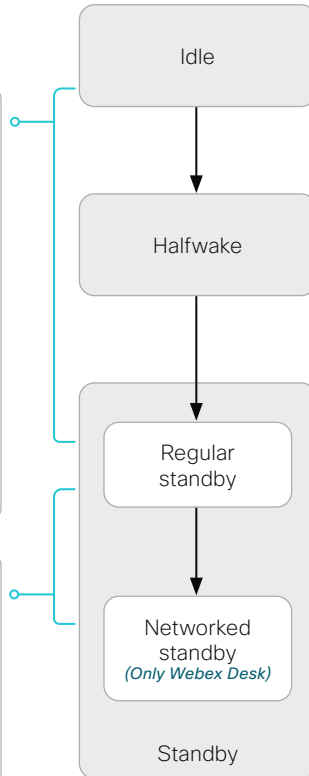 Idle
Halfwake
Regular
standby
Networked
standby
(Only Webex Desk)
Standby